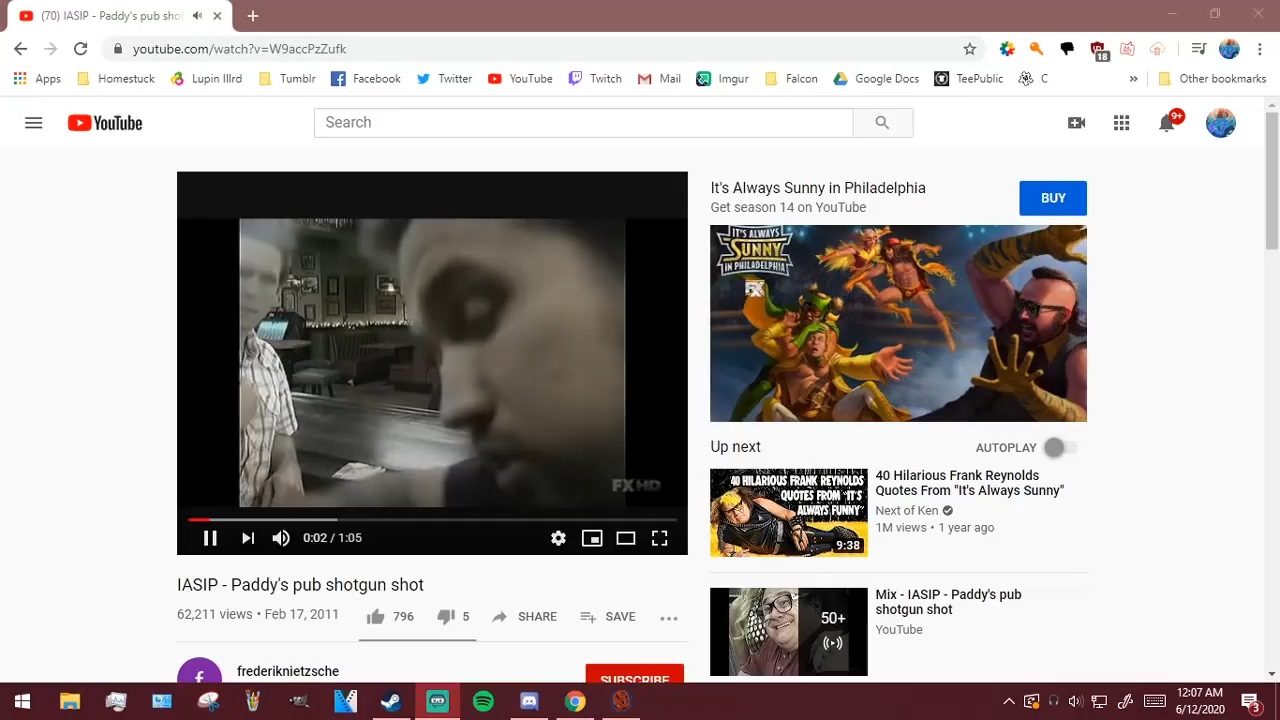 (70) IASIP - Paddy's pub shot
youtube.com/watch?v=W9accPzZufk
18
Apps Homestuck Lupin IIIrd Tumblr Facebook Twitter YouTube Twitch Mail Imgur Falcon Google Docs TeePublic C » Other bookmarks
YouTube
Search
9+
It's Always Sunny in Philadelphia
Get season 14 on YouTube
BUY
IT'S ALWAYS
SUNNY
IN PHILADELPHIA
FX
FXHD
0:02 / 1:05
Up next
AUTOPLAY
40 HILARIOUS FRANK REYNOLDS
QUOTES FROM "IT'S
ALWAYS FUNNY"
9:38
40 Hilarious Frank Reynolds
Quotes From "It's Always Sunny"
Next of Ken
1M views • 1 year ago
IASIP - Paddy's pub shotgun shot
62,211 views • Feb 17, 2011
796 5 SHARE SAVE
50+
Mix - IASIP - Paddy's pub
shotgun shot
YouTube
f
frederiknietzsche
SUBSCRIBE
12:07 AM
6/12/2020
3